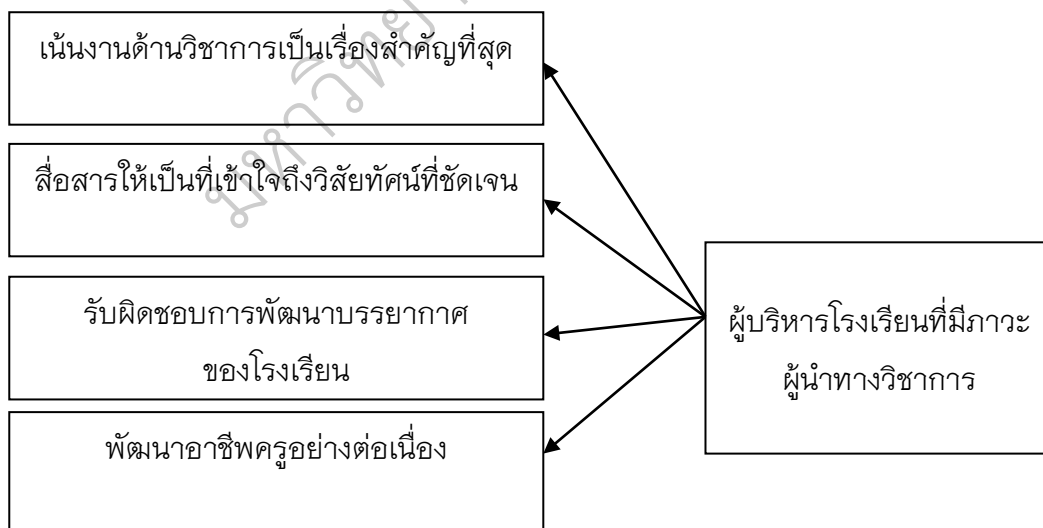 เน้นงานด้านวิชาการเป็นเรื่องสำคัญที่สุด
สื่อสารให้เป็นที่เข้าใจถึงวิสัยทัศน์ที่ชัดเจน
รับผิดชอบการพัฒนาบรรยากาศ
ของโรงเรียน
พัฒนาอาชีพครูอย่างต่อเนื่อง
ผู้บริหารโรงเรียนที่มีภาวะ
ผู้นำทางวิชาการ